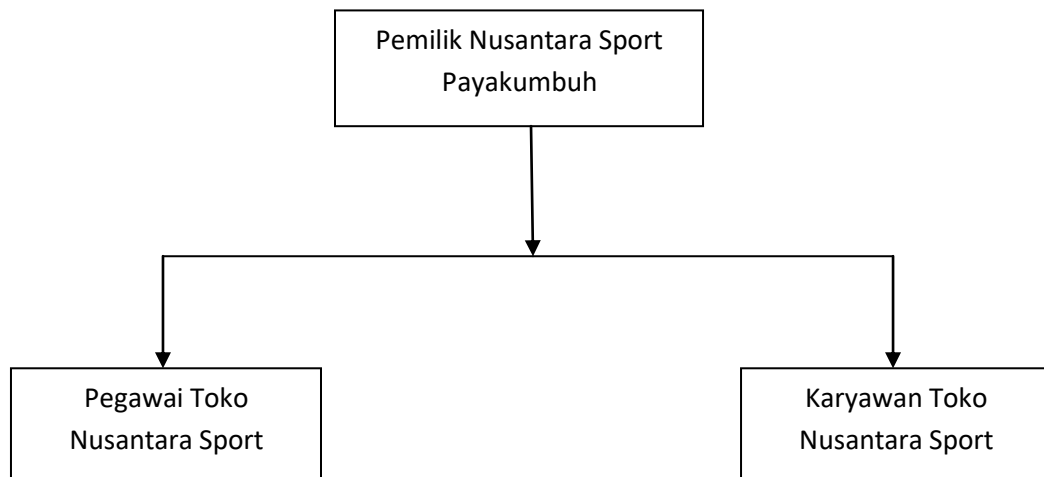 Pemilik Nusantara Sport
Payakumbuh
Pegawai Toko
Nusantara Sport
Karyawan Toko
Nusantara Sport